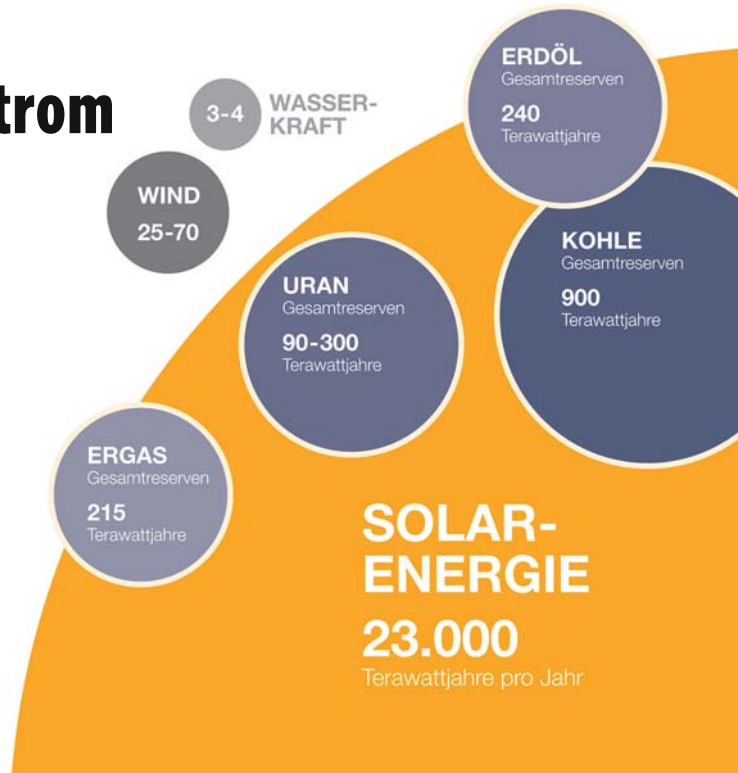 trom
3-4
WASSER-
KRAFT
WIND
25-70
ERDÖL
Gesamtreserven
240
Terawattjahre
KOHLE
Gesamtreserven
900
Terawattjahre
URAN
Gesamtreserven
90-300
Terawattjahre
ERGAS
Gesamtreserven
215
Terawattjahre
SOLAR-
ENERGIE
23.000
Terawattjahre pro Jahr